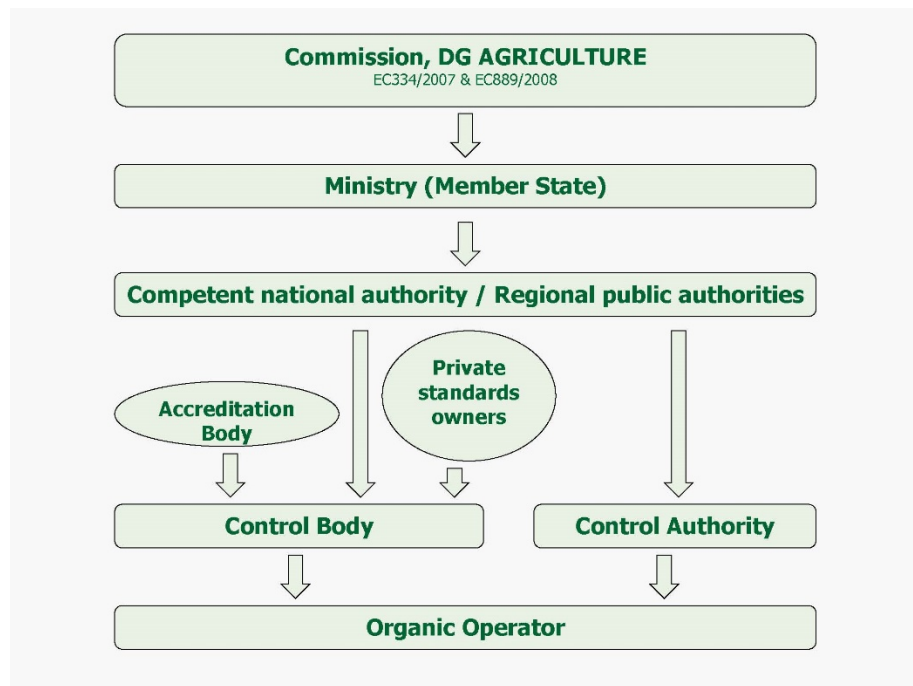 Commission, DG AGRICULTURE
EC334/2007 & EC889/2008
Ministry (Member State)
Competent national authority / Regional public authorities
Private
standards
owners
Accreditation
Body
Control Body
Control Authority
Organic Operator